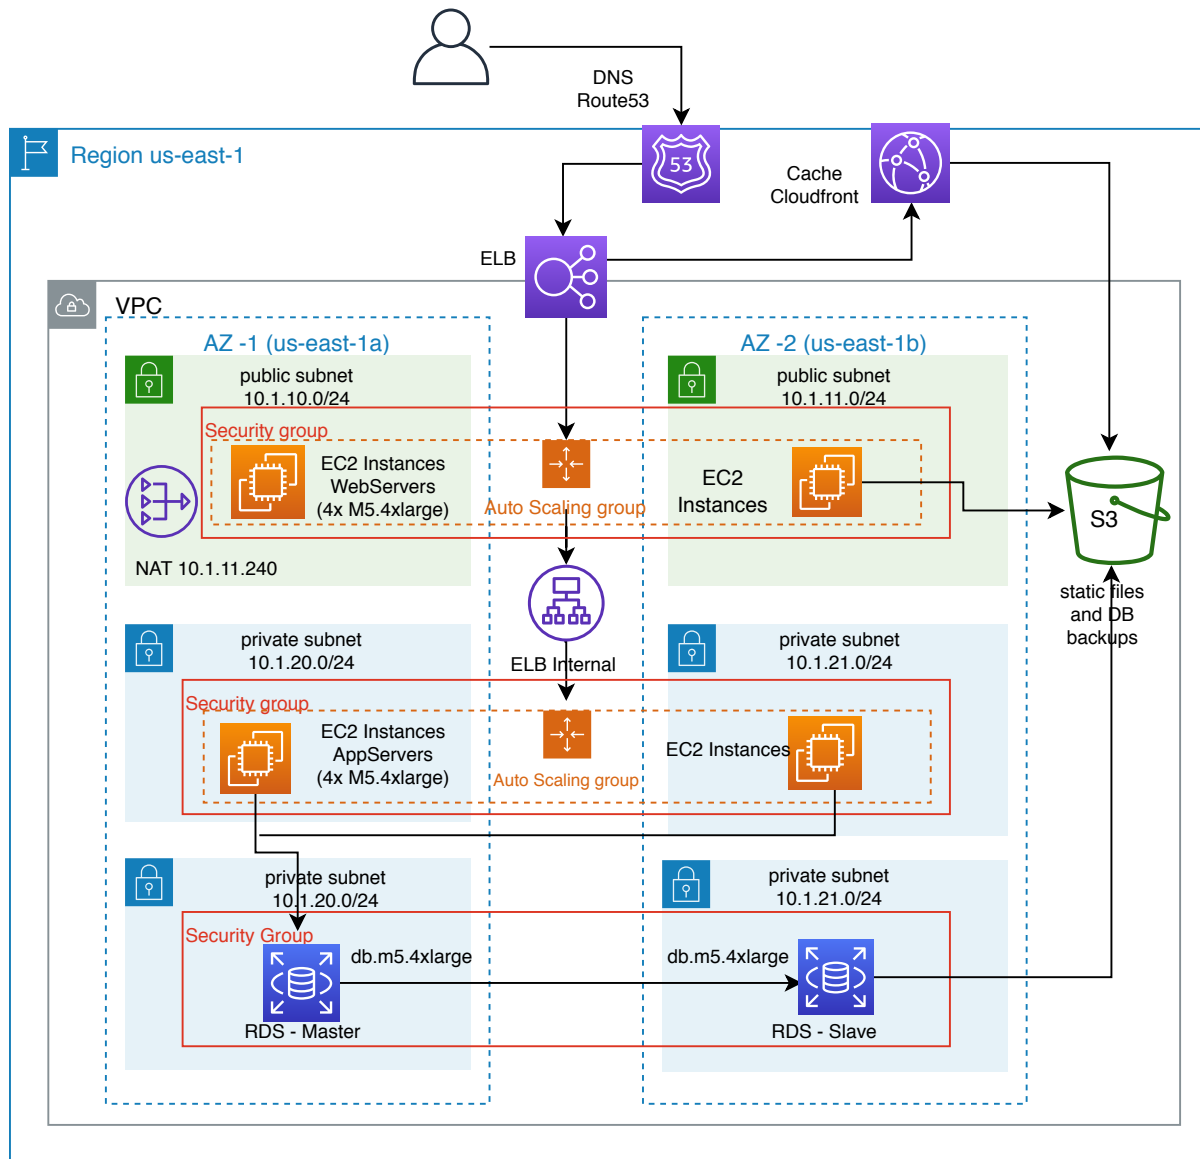 DNS
Route53
Region us-east-1
53
Cache
Cloudfront
ELB
VPC
AZ -1 (us-east-1a)
AZ -2 (us-east-1b)
public subnet
10.1.10.0/24
public subnet
10.1.11.0/24
Security group
EC2 Instances
WebServers
(4x M5.4xlarge)
Auto Scaling group
EC2
Instances
S3
NAT 10.1.11.240
static files
and DB
backups
private subnet
10.1.20.0/24
ELB Internal
private subnet
10.1.21.0/24
Security group
EC2 Instances
AppServers
(4x M5.4xlarge)
Auto Scaling group
EC2 Instances
private subnet
10.1.20.0/24
private subnet
10.1.21.0/24
Security Group
db.m5.4xlarge
db.m5.4xlarge
RDS - Master
RDS - Slave